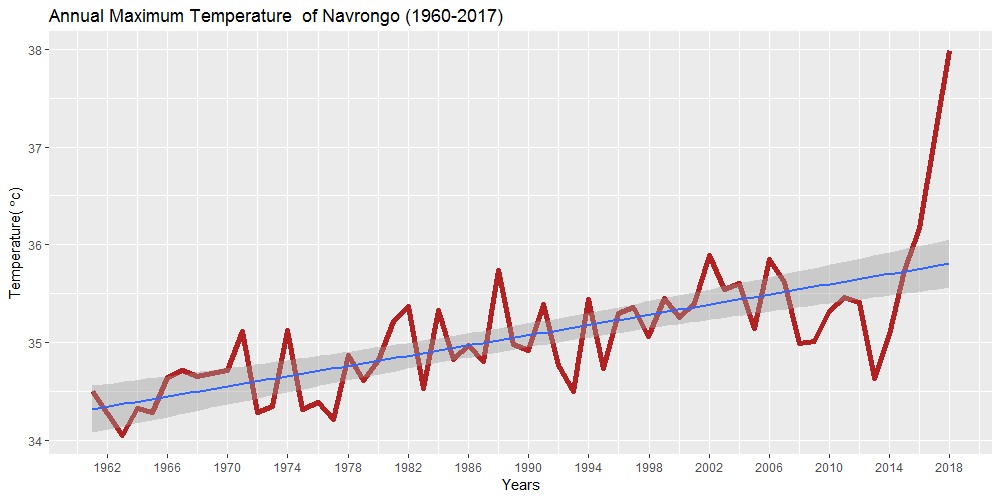 Annual Maximum Temperature  of Navrongo (1960-2017)
38
37
36
35
34
Temperature( °c)
1962 1966 1970 1974 1978 1982 1986 1990 1994 1998 2002 2006 2010 2014 2018
Years